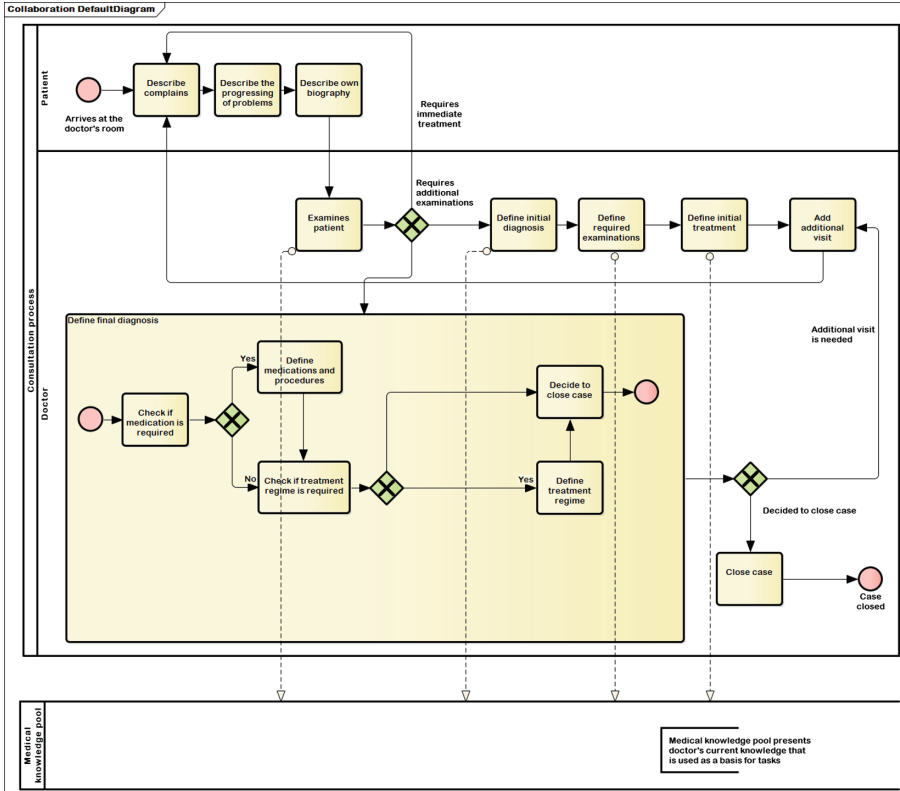 Collaboration DefaultDiagram
Consultation process
Patient
Arrives at the
doctor's room
Describe
complains
Describe the
progressing
of problems
Describe own
biography
Requires
immediate
treatment
Doctor
Examines
patient
Requires
additional
examinations
Define initial
diagnosis
Define
required
examinations
Define initial
treatment
Add
additional
visit
Additional visit
is needed
Define final diagnosis
Check if
medication is
required
Yes
Define
medications and
procedures
No
Check if treatment
regime is required
Decide to
close case
Yes
Define
treatment
regime
Decided to close case
Close case
Case
closed
Medical
knowledge pool
Medical knowledge pool presents
doctor's current knowledge that
is used as a basis for tasks